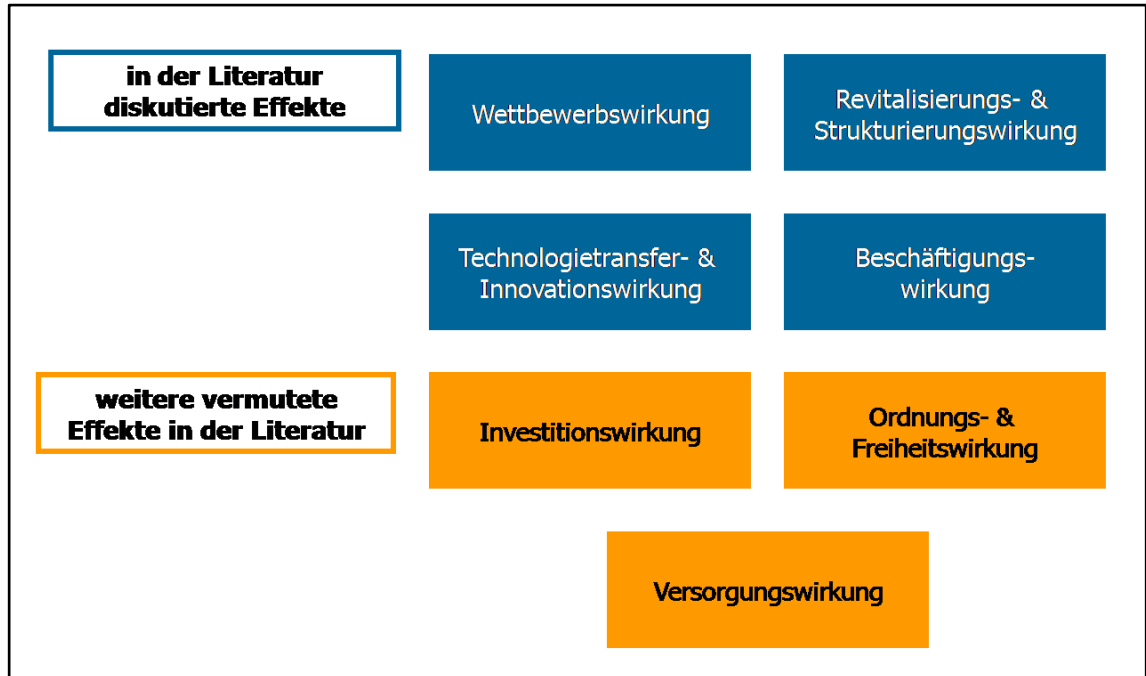 in der Literatur
diskutierte Effekte
Wettbewerbswirkung
Revitalisierungs- &
Strukturierungswirkung
Technologietransfer- &
Innovationswirkung
Beschäftigungs-
wirkung
weitere vermutete
Effekte in der Literatur
Investitionswirkung
Ordnungs- &
Freiheitswirkung
Versorgungswirkung